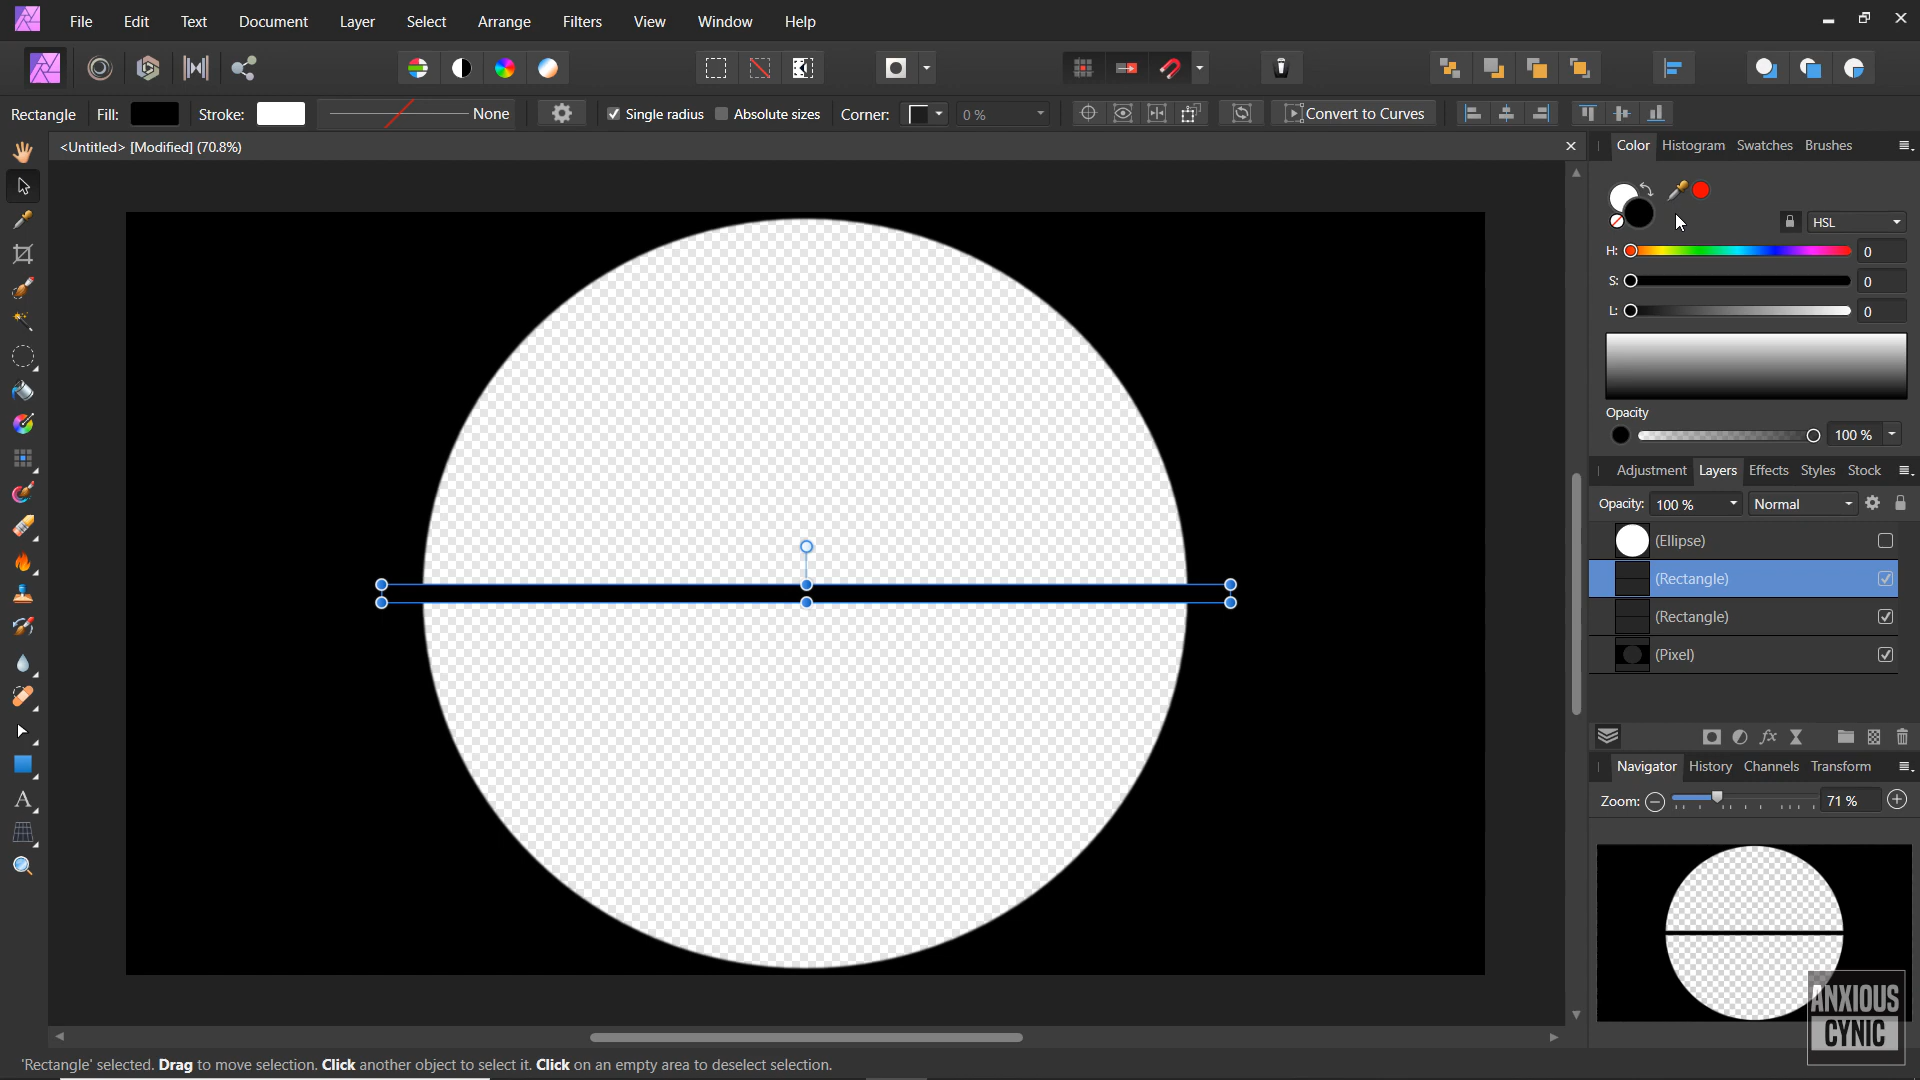 File Edit Text Document Layer Select Arrange Filters View Window Help
Rectangle Fill: Stroke: None Single radius Absolute sizes Corner: 0 % Convert to Curves
<Untitled> [Modified] (70.8%)
Color Histogram Swatches Brushes
HSL
H: 0
S: 0
L: 0
Opacity
100 %
Adjustment Layers Effects Styles Stock
Opacity: 100 % Normal
(Ellipse)
(Rectangle)
(Rectangle)
(Pixel)
fx
Navigator History Channels Transform
Zoom: 71 %
ANXIOUS
CYNIC
'Rectangle' selected. Drag to move selection. Click another object to select it. Click on an empty area to deselect selection.